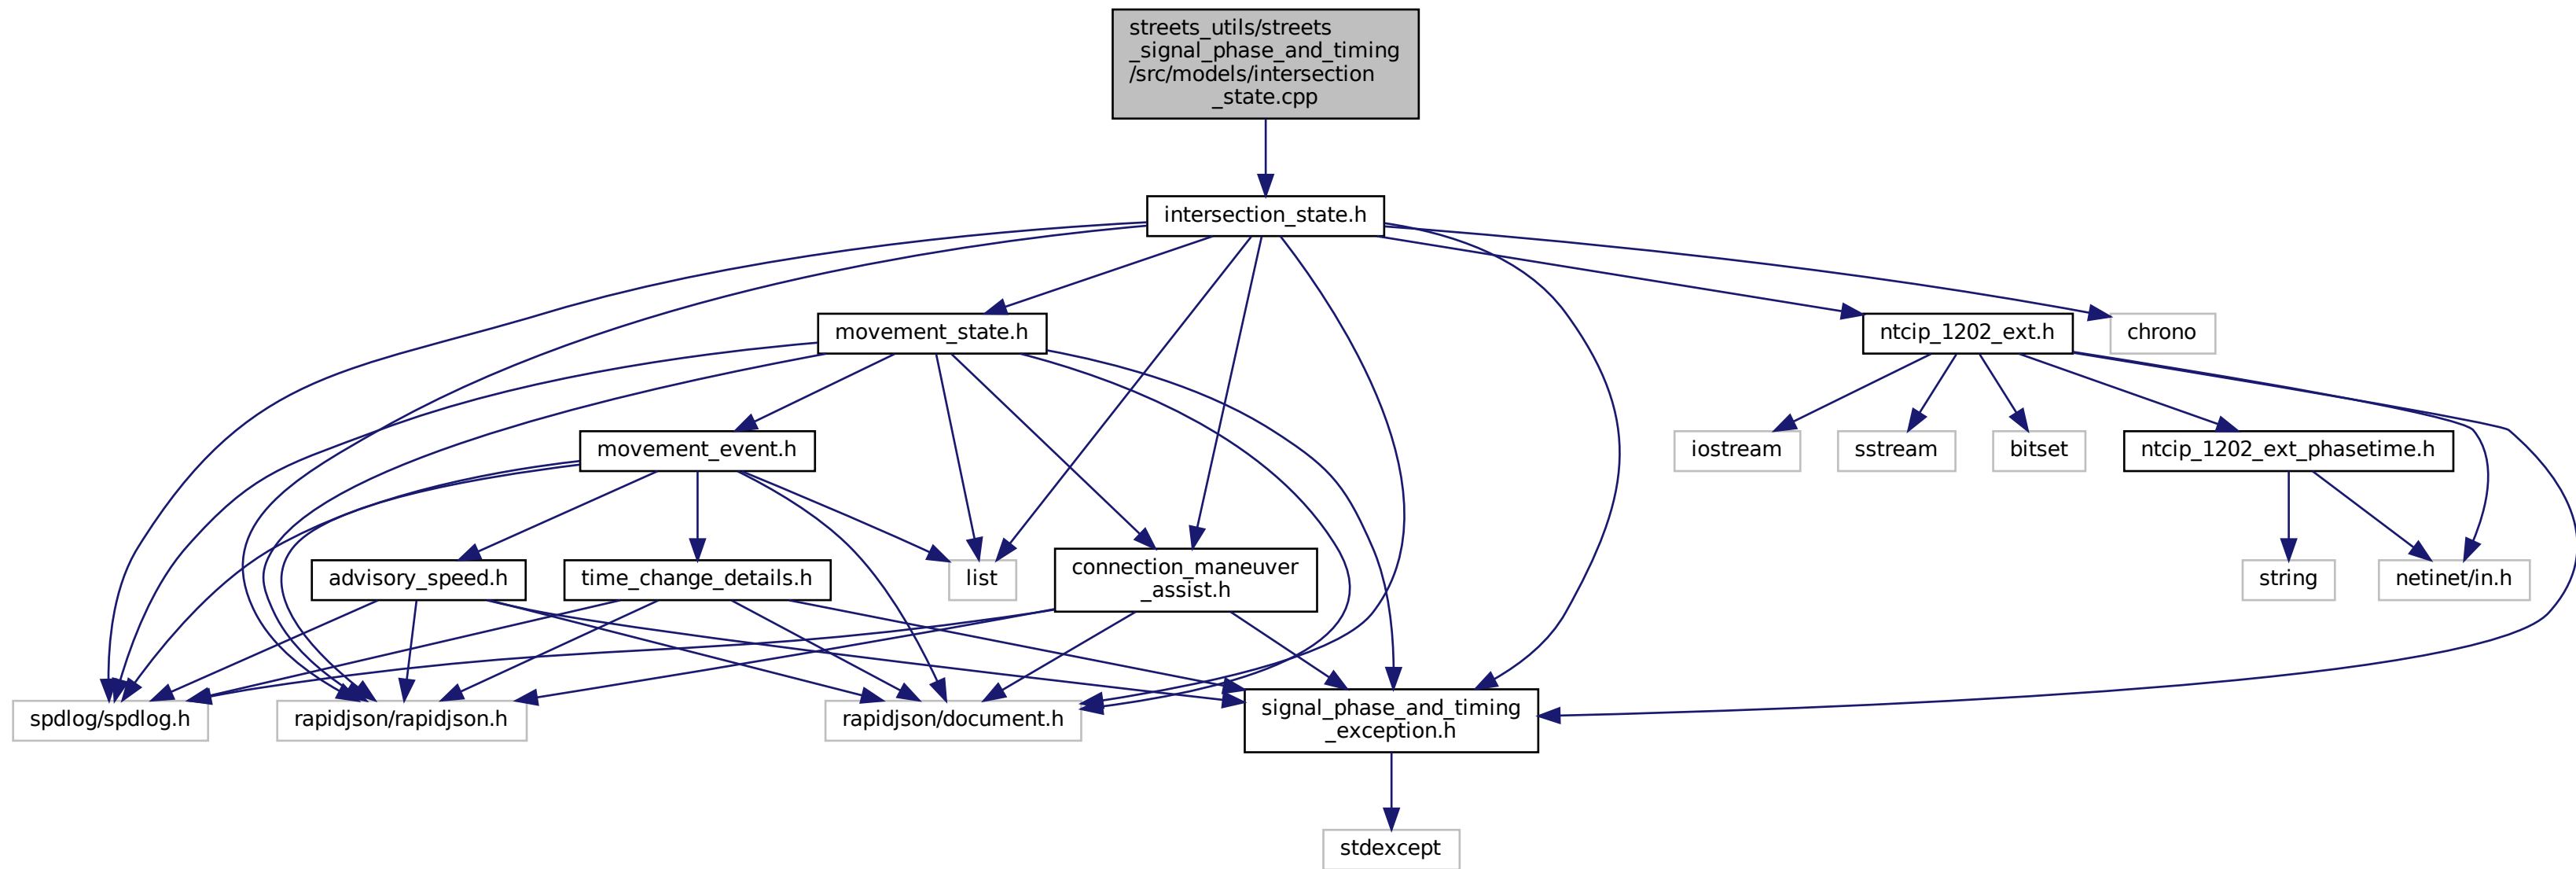 streets_utils/streets
_signal_phase_and_timing
/src/models/intersection
_state.cpp
intersection_state.h
movement_state.h
ntcip_1202_ext.h
chrono
movement_event.h
iostream
sstream
bitset
ntcip_1202_ext_phasetime.h
advisory_speed.h
time_change_details.h
list
connection_maneuver
_assist.h
string
netinet/in.h
spdlog/spdlog.h
rapidjson/rapidjson.h
rapidjson/document.h
signal_phase_and_timing
_exception.h
stdexcept